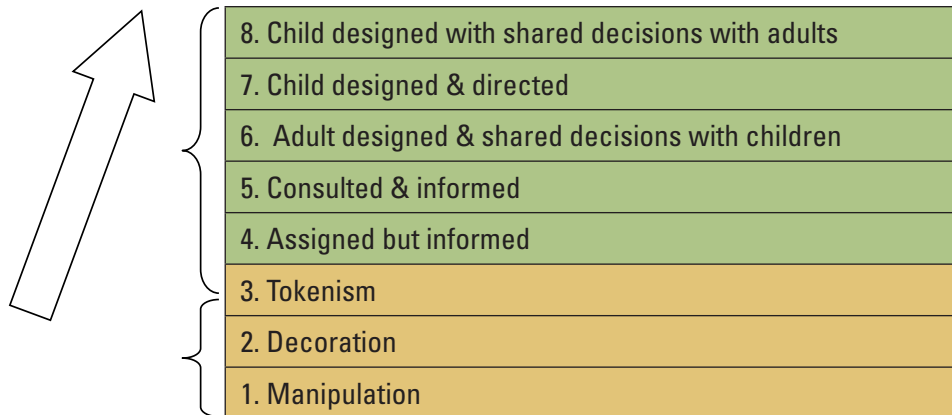 8. Child designed with shared decisions with adults
7. Child designed & directed
6. Adult designed & shared decisions with children
5. Consulted & informed
4. Assigned but informed
3. Tokenism
2. Decoration
1. Manipulation